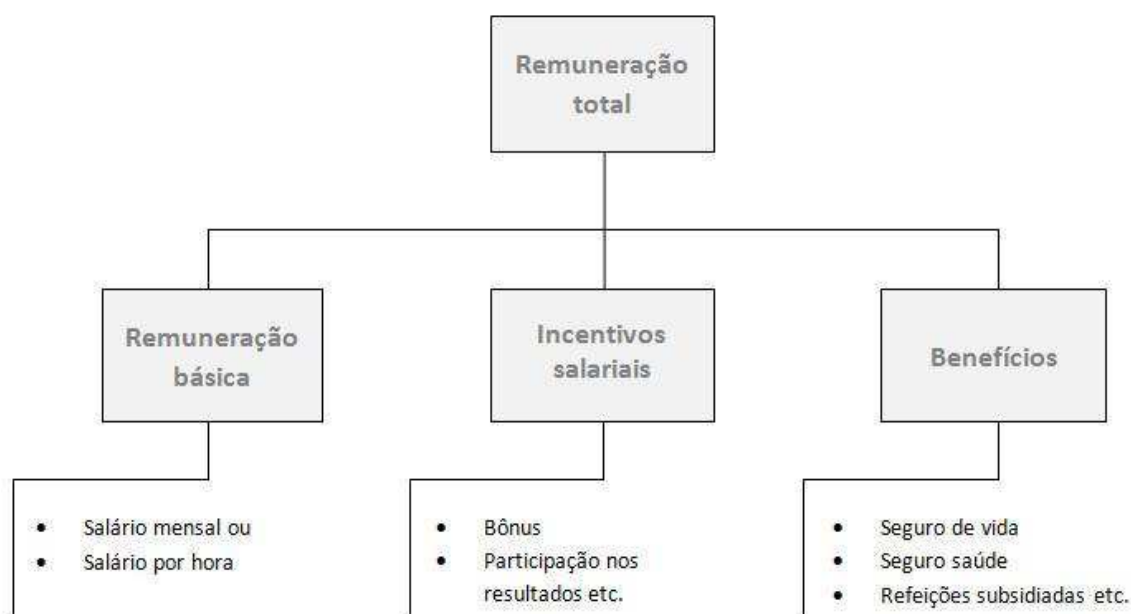 Remuneração
total
Remuneração
básica
Incentivos
salariais
Benefícios
• Salário mensal ou
• Salário por hora
• Bônus
• Participação nos
resultados etc.
• Seguro de vida
• Seguro saúde
• Refeições subsidiadas etc.